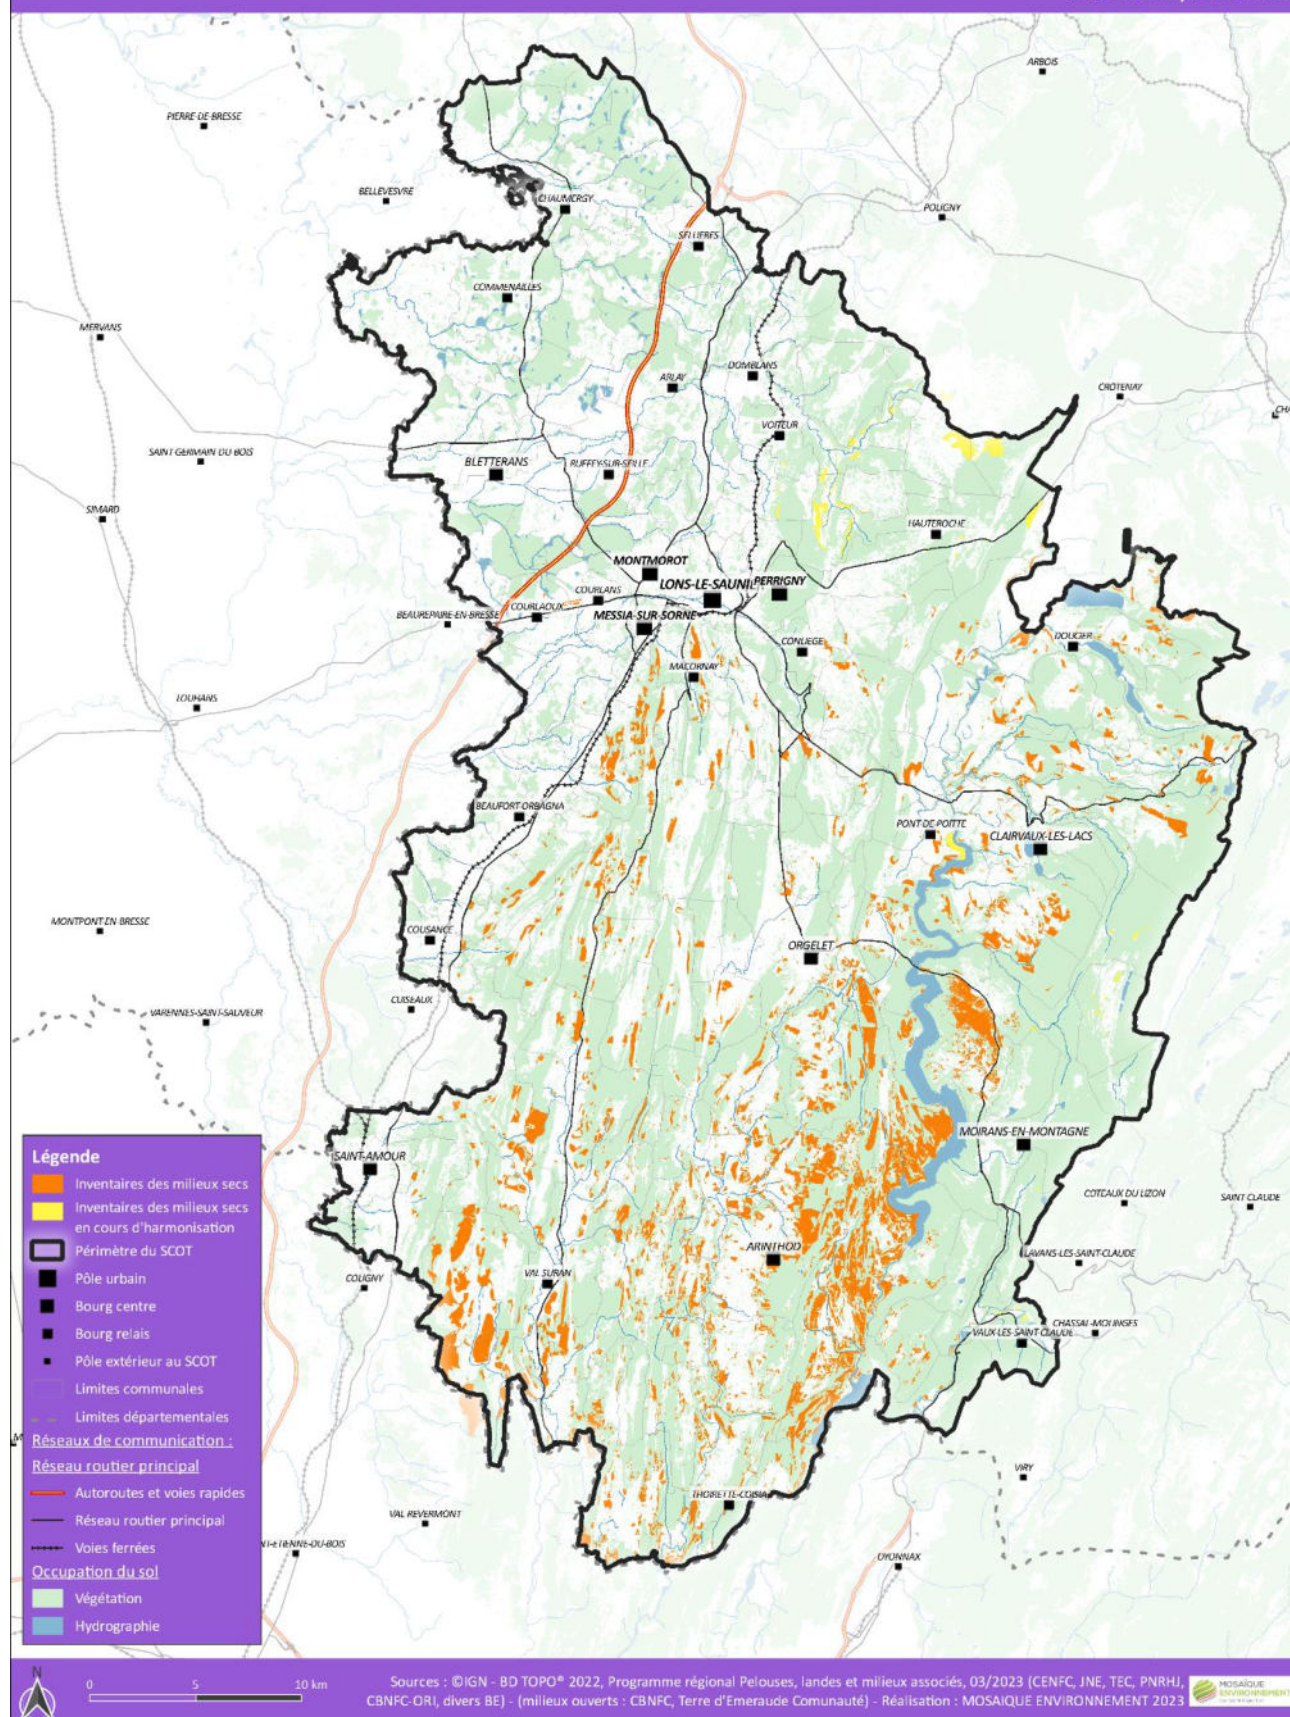 ARBOIS
PIERRE-DE-BRESSE
BELLEVESVRE
CHAUMERGY
POLIGNY
SELLIERES
COMMENAILLES
MERVANS
DOMBLANS
ARLAY
CROTENAY
VOITEUR
SAINT GERMAIN DU BOIS
BLETTERANS
RUFFEY-SUR-SEILLE
SIMARD
HAUTEROCHE
MONTMOROT
LONS-LE-SAUNIE
PERRIGNY
COURLANS
COURLAOUX
BEAUREPAIRE-EN-BRESSE
MESSIA-SUR-SORNE
DOUCIER
CONLIEGE
MACORNAY
LOUHANS
BEAUFORT-ORBAGNA
PONT-DE-POITTE
CLAIRVAUX-LES-LACS
MONTPONT-EN-BRESSE
COUSANCE
ORGELET
CUISEAUX
VARENNES-SAINT-SAUVEUR
MOIRANS-EN-MONTAGNE
SAINT-AMOUR
COTEAUX DU LIZON
SAINT CLAUDE
ARINTHOD
LAVANS-LES-SAINT-CLAUDE
COLIGNY
VAL SURAN
CHASSAL-MOLINGES
VAUX-LES-SAINT-CLAUDE
VIRY
THOIRETTE-COISIA
VAL REVERMONT
NT-ETIENNE-DU-BOIS
OYONNAX
Légende
Inventaires des milieux secs
Inventaires des milieux secs
en cours d'harmonisation
Périmètre du SCOT
Pôle urbain
Bourg centre
Bourg relais
Pôle extérieur au SCOT
Limites communales
Limites départementales
Réseaux de communication :
Réseau routier principal
Autoroutes et voies rapides
Réseau routier principal
Voies ferrées
Occupation du sol
Végétation
Hydrographie
N
0 5 10 km
Sources : ©IGN - BD TOPO® 2022, Programme régional Pelouses, landes et milieux associés, 03/2023 (CENFC, JNE, TEC, PNRHJ,
CBNFC-ORI, divers BE) - (milieux ouverts : CBNFC, Terre d'Emeraude Comunauté) - Réalisation : MOSAIQUE ENVIRONNEMENT 2023
MOSAÏQUE
ENVIRONNEMENT